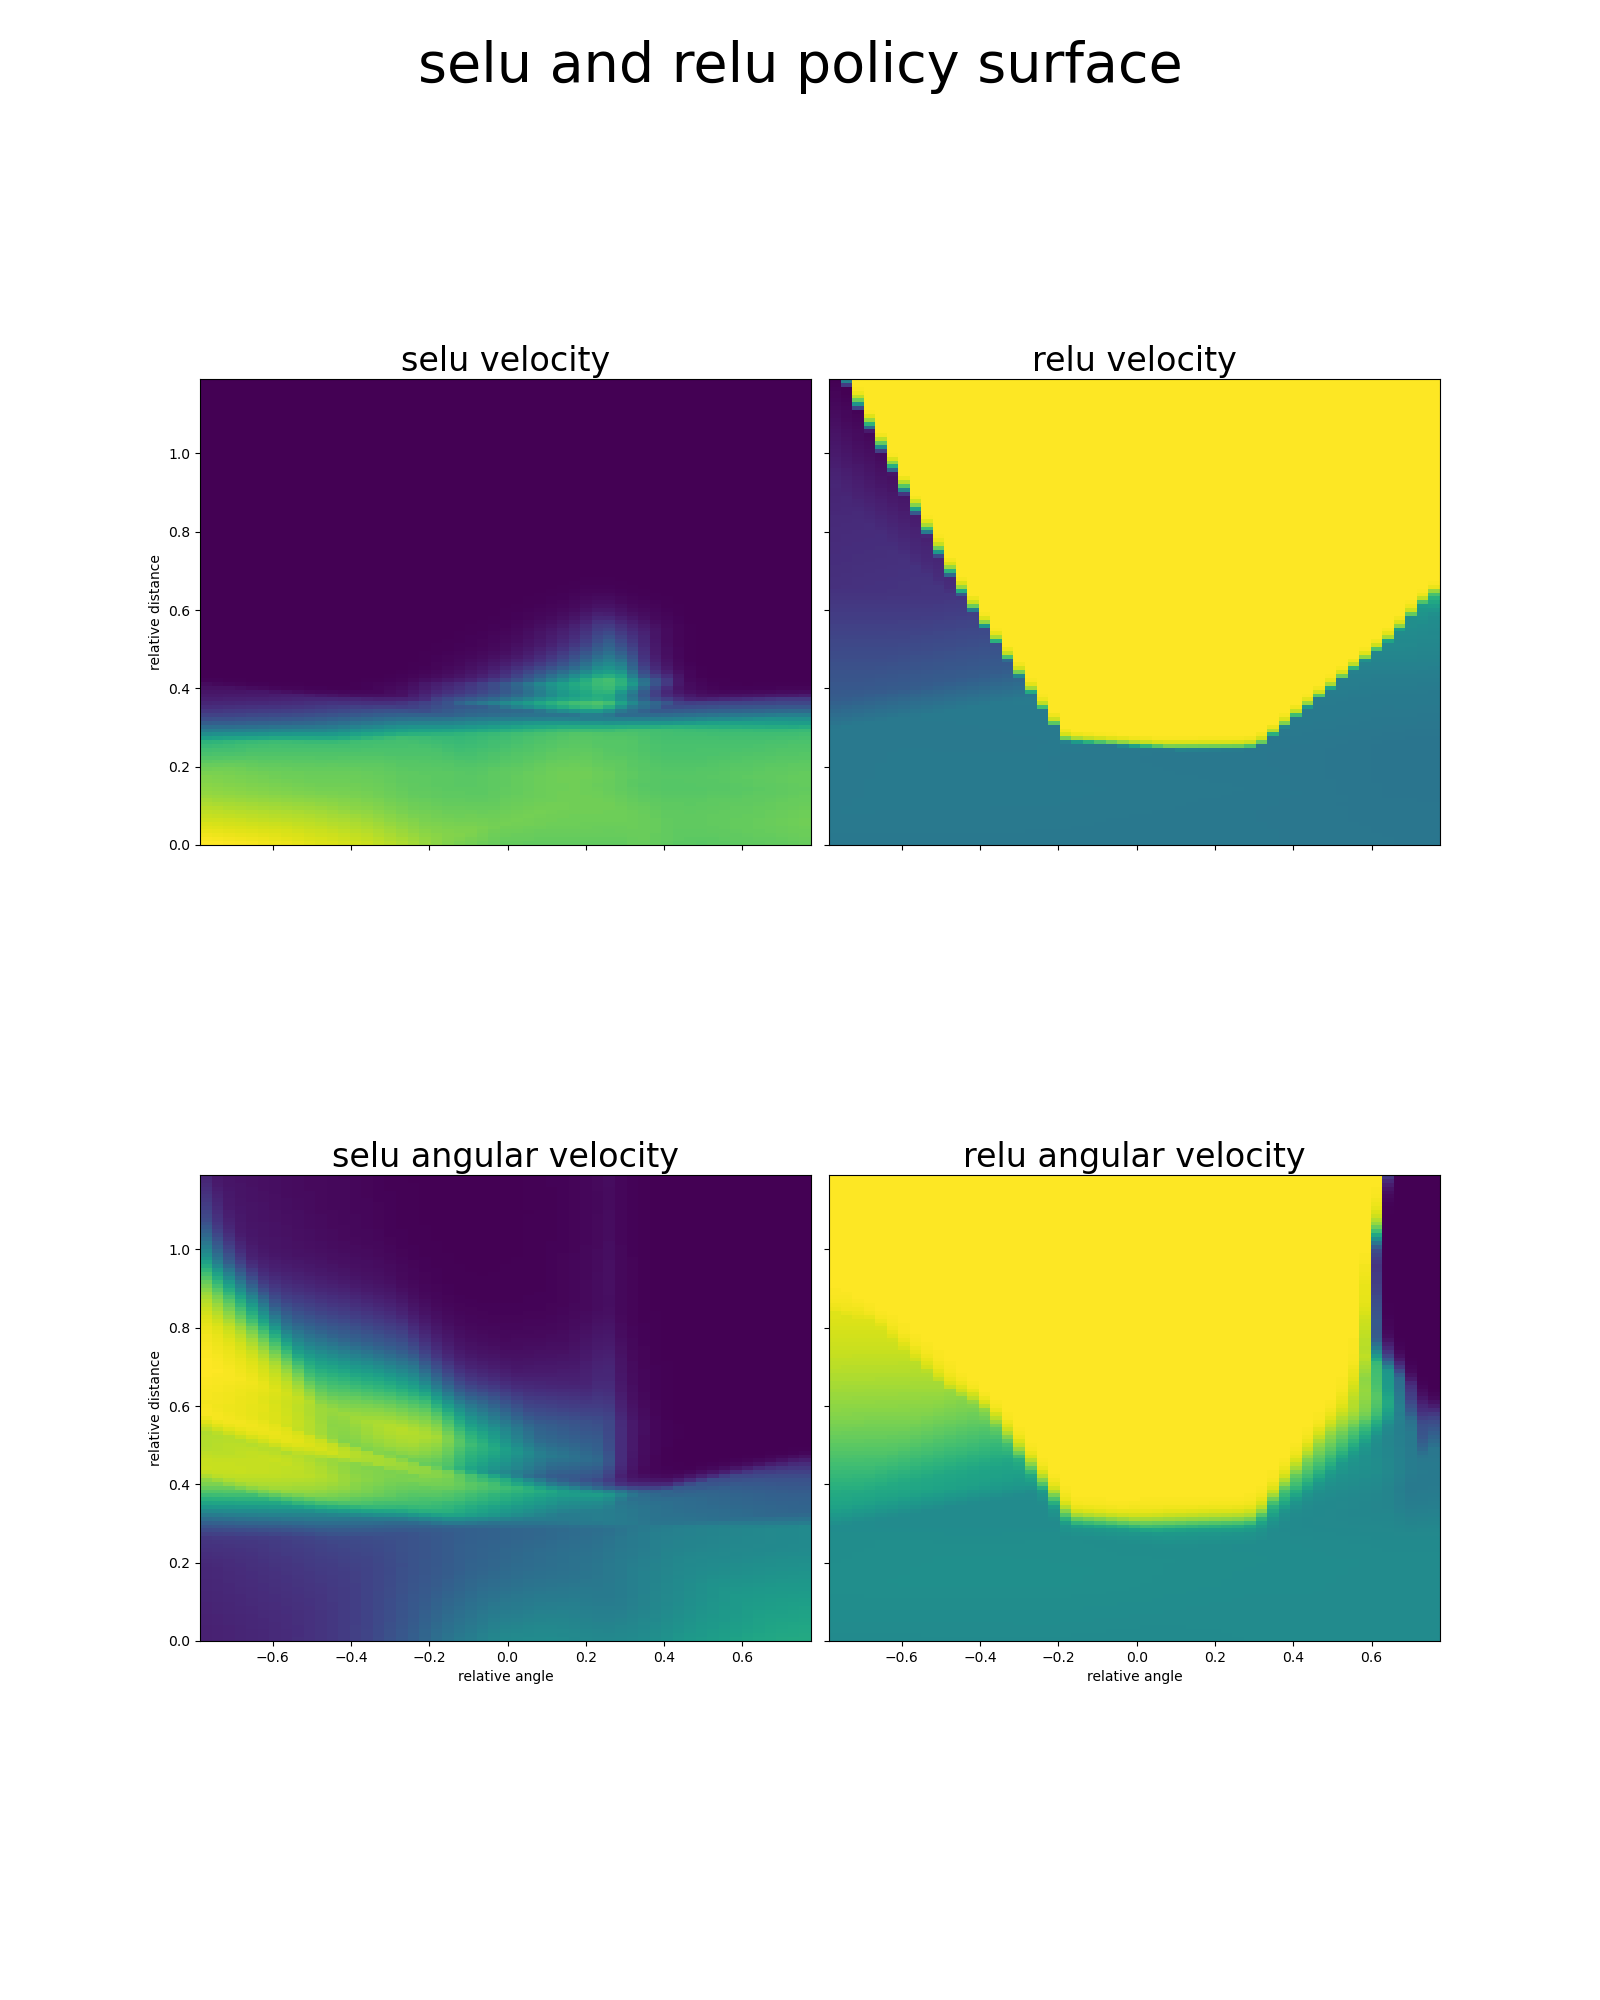 selu and relu policy surface
selu velocity
relu velocity
relative distance
1.0
0.8
0.6
0.4
0.2
0.0
selu angular velocity
relu angular velocity
relative distance
1.0
0.8
0.6
0.4
0.2
0.0
−0.6 −0.4 −0.2 0.0 0.2 0.4 0.6
−0.6 −0.4 −0.2 0.0 0.2 0.4 0.6
relative angle
relative angle